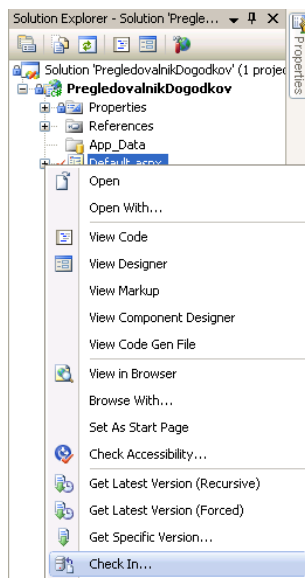 Solution Explorer - Solution 'Pregle...
Properties
Solution 'PregledovalnikDogodkov' (1 projec
PregledovalnikDogodkov
Properties
References
App_Data
Default.aspx
Open
Open With...
View Code
View Designer
View Markup
View Component Designer
View Code Gen File
View in Browser
Browse With...
Set As Start Page
Check Accessibility...
Get Latest Version (Recursive)
Get Latest Version (Forced)
Get Specific Version...
Check In...